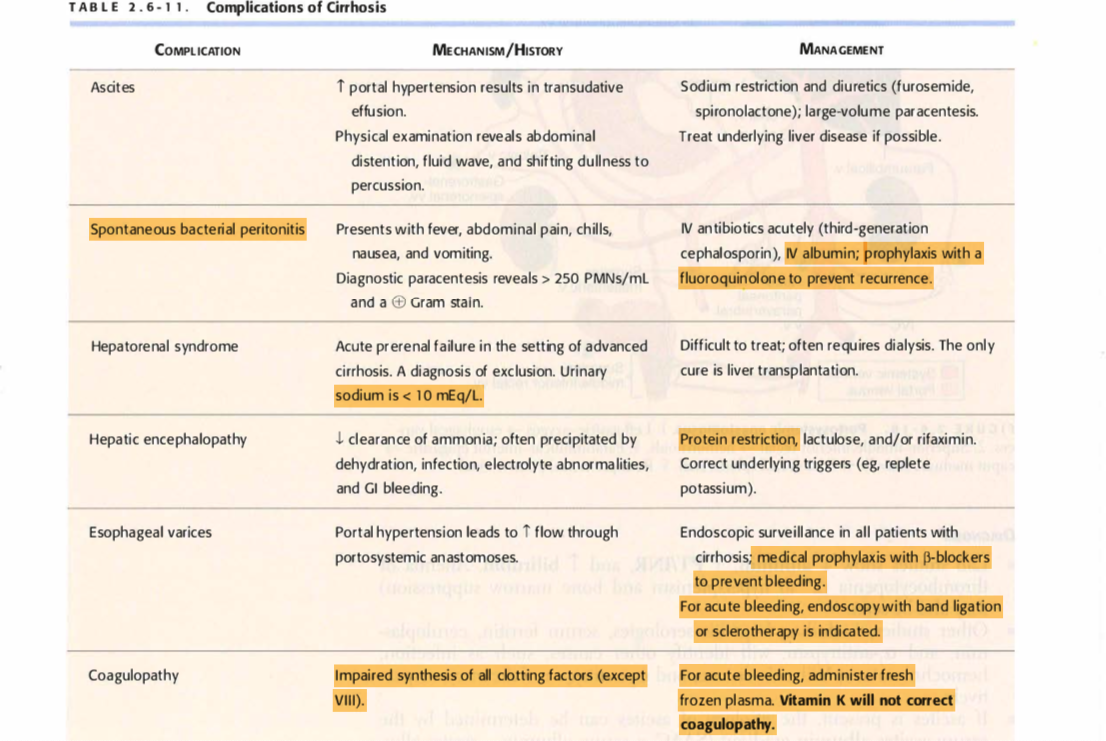 TABLE 2.6-11. Complications of Cirrhosis
COMPLICATION MECHANISM/HISTORY MANAGEMENT
Ascites
↑ portal hypertension results in transudative
effusion.
Physical examination reveals abdominal
distention, fluid wave, and shifting dullness to
percussion.
Sodium restriction and diuretics (furosemide,
spironolactone); large-volume paracentesis.
Treat underlying liver disease if possible.
Spontaneous bacterial peritonitis
Presents with fever, abdominal pain, chills,
nausea, and vomiting.
Diagnostic paracentesis reveals > 250 PMNs/mL
and a ⊕ Gram stain.
IV antibiotics acutely (third-generation
cephalosporin), IV albumin; prophylaxis with a
fluoroquinolone to prevent recurrence.
Hepatorenal syndrome
Acute prerenal failure in the setting of advanced
cirrhosis. A diagnosis of exclusion. Urinary
sodium is < 10 mEq/L.
Difficult to treat; often requires dialysis. The only
cure is liver transplantation.
Hepatic encephalopathy
↓ clearance of ammonia; often precipitated by
dehydration, infection, electrolyte abnormalities,
and GI bleeding.
Protein restriction, lactulose, and/or rifaximin.
Correct underlying triggers (eg, replete
potassium).
Esophageal varices
Portal hypertension leads to ↑ flow through
portosystemic anastomoses.
Endoscopic surveillance in all patients with
cirrhosis; medical prophylaxis with β-blockers
to prevent bleeding.
For acute bleeding, endoscopy with band ligation
or sclerotherapy is indicated.
Coagulopathy
Impaired synthesis of all clotting factors (except
VIII).
For acute bleeding, administer fresh
frozen plasma. Vitamin K will not correct
coagulopathy.